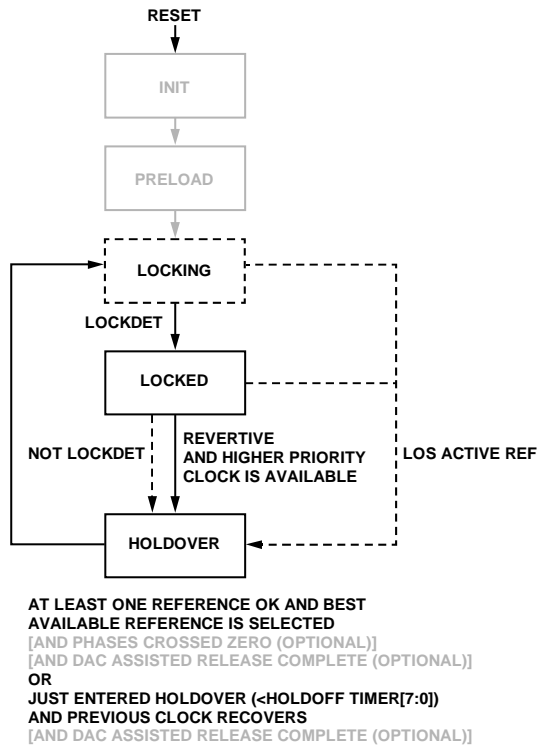 RESET
INIT
PRELOAD
LOCKING
LOCKDET
LOCKED
NOT LOCKDET
REVERTIVE
AND HIGHER PRIORITY
CLOCK IS AVAILABLE
LOS ACTIVE REF
HOLDOVER
AT LEAST ONE REFERENCE OK AND BEST
AVAILABLE REFERENCE IS SELECTED
[AND PHASES CROSSED ZERO (OPTIONAL)]
[AND DAC ASSISTED RELEASE COMPLETE (OPTIONAL)]
OR
JUST ENTERED HOLDOVER (<HOLDOFF TIMER[7:0])
AND PREVIOUS CLOCK RECOVERS
[AND DAC ASSISTED RELEASE COMPLETE (OPTIONAL)]